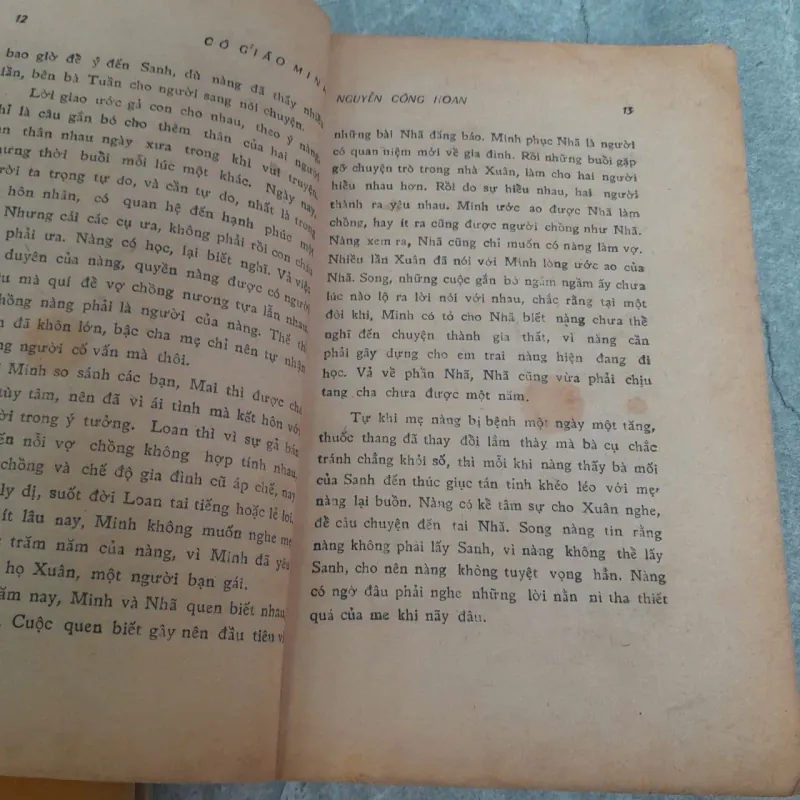 12
CÔ GIÁO MINH
bao giờ để ý đến Sanh, dù nàng đã thấy nhiều
lần, bên bà Tuần cho người sang nói chuyện.
Lời giao ước gả con cho nhau, theo ý nàng,
chỉ là câu gắn bó cho thêm thân của hai người
thân nhau ngày xưa trong khi vui truyện,
nhưng thời buổi mỗi lúc một khác. Ngày nay,
người ta trọng tự do, và cần tự do, nhất là trong
hôn nhân, có quan hệ đến hạnh phúc một
Nhưng cái các cụ ưa, không phải rồi con cháu
phải ưa. Nàng có học, lại biết nghĩ. Vả việc
duyên của nàng, quyền nàng được có người
mà quí để vợ chồng nương tựa lẫn nhau,
chồng nàng phải là người của nàng. Thế thì
đã khôn lớn, bậc cha mẹ chỉ nên tự nhận
người cố vấn mà thôi.
Minh so sánh các bạn, Mai thì được cha
tùy tâm, nên đã vì ái tình mà kết hôn với
trong ý tưởng. Loan thì vì sự gả bán
đến nỗi vợ chồng không hợp tính nhau,
chồng và chế độ gia đình cũ áp chế, nay
ly dị, suốt đời Loan tai tiếng hoặc lẻ loi.
ít lâu nay, Minh không muốn nghe mẹ
trăm năm của nàng, vì Minh đã yêu
họ Xuân, một người bạn gái.
năm nay, Minh và Nhã quen biết nhau,
Cuộc quen biết gây nên đầu tiên vì
NGUYỄN CÔNG HOAN
13
những bài Nhã đăng báo. Minh phục Nhã là người
có quan niệm mới về gia đình. Rồi những buổi gặp
gỡ chuyện trò trong nhà Xuân, làm cho hai người
hiểu nhau hơn. Rồi do sự hiểu nhau, hai người
thành ra yêu nhau. Minh ước ao được Nhã làm
chồng, hay ít ra cũng được người chồng như Nhã.
Nàng xem ra, Nhã cũng chỉ muốn có nàng làm vợ.
Nhiều lần Xuân đã nói với Minh lòng ước ao của
Nhã. Song, những cuộc gắn bó ngấm ngầm ấy chưa
lúc nào lộ ra lời nói với nhau, chắc rằng tại một
đôi khi, Minh có tỏ cho Nhã biết nàng chưa thể
nghĩ đến chuyện thành gia thất, vì nàng cần
phải gây dựng cho em trai nàng hiện đang đi
học. Vả về phần Nhã, Nhã cũng vừa phải chịu
tang cha chưa được một năm.
Tự khi mẹ nàng bị bệnh một ngày một tăng,
thuốc thang đã thay đổi lắm thày mà bà cụ chắc
tránh chẳng khỏi số, thì mỗi khi nàng thấy bà mối
của Sanh đến thúc giục tán tỉnh khéo léo với mẹ,
nàng lại buồn. Nàng có kể tâm sự cho Xuân nghe,
để câu chuyện đến tai Nhã. Song nàng tin rằng
nàng không phải lấy Sanh, vì nàng không thể lấy
Sanh, cho nên nàng không tuyệt vọng hẳn. Nàng
có ngờ đâu phải nghe những lời nằn nì tha thiết
quá của mẹ khi nãy đâu.